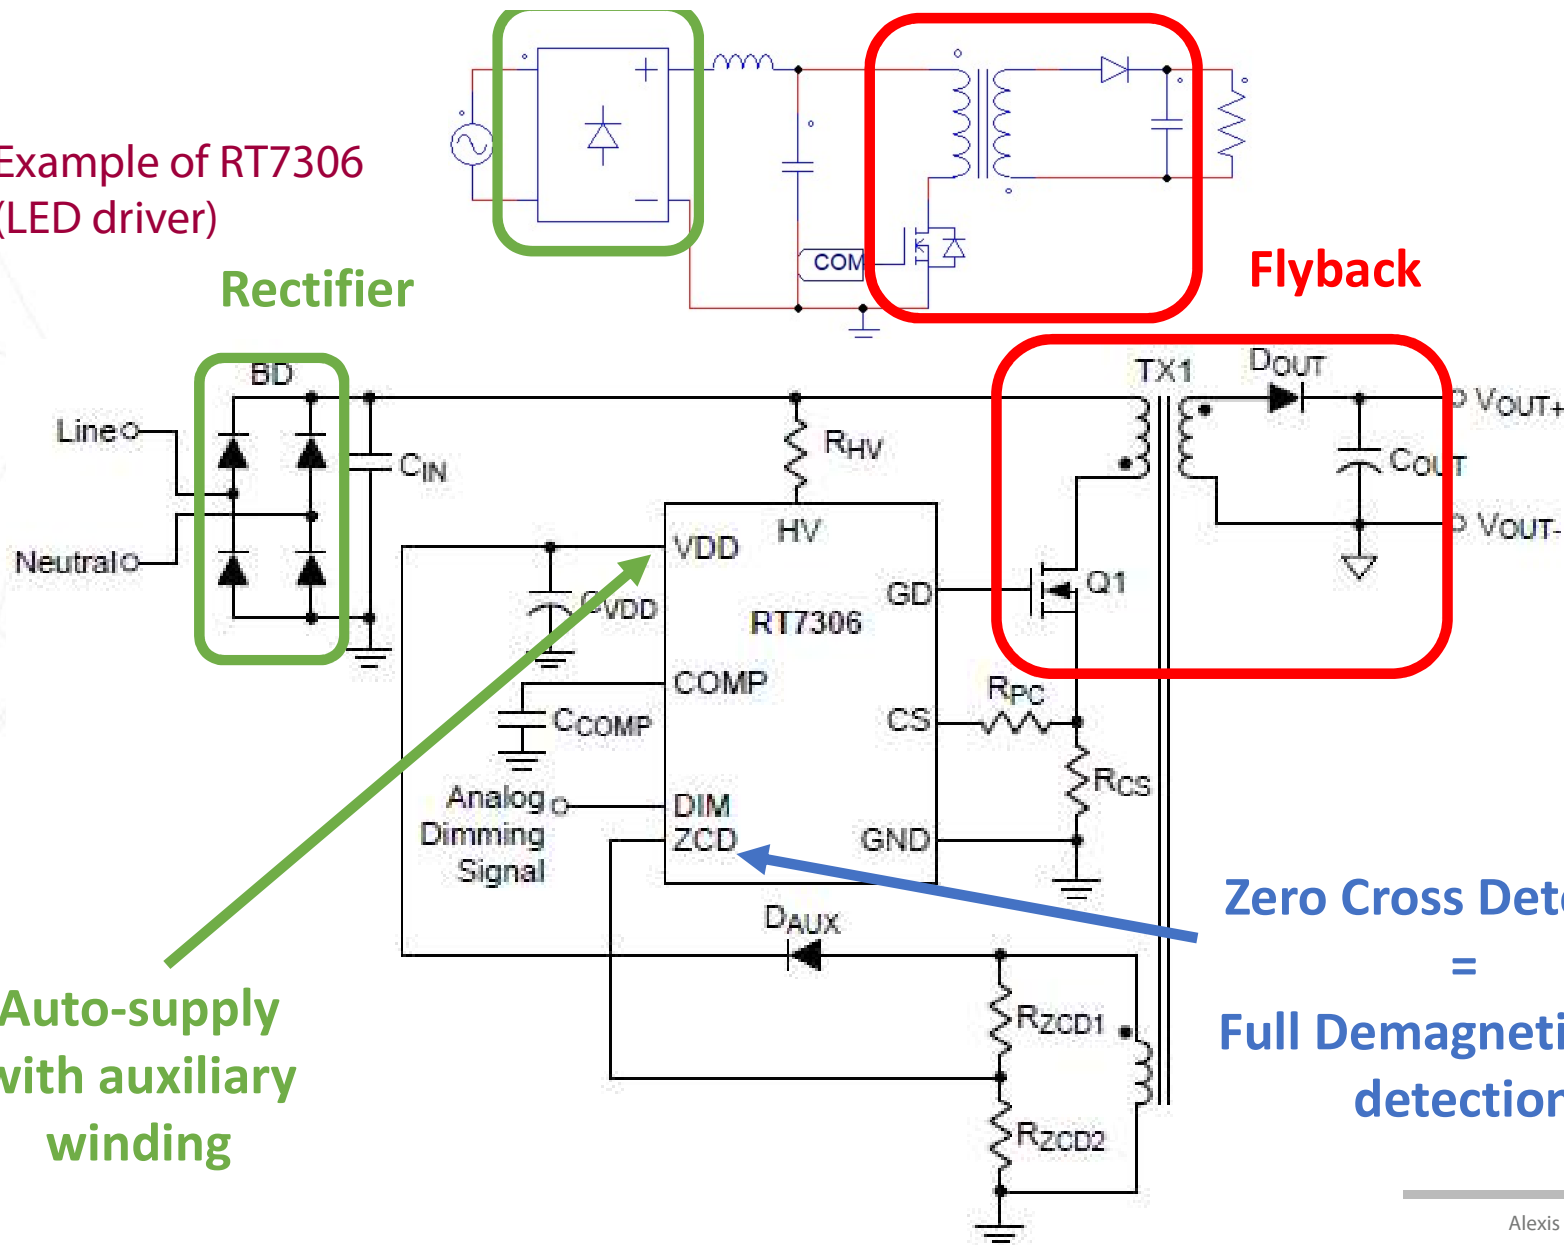 Example of RT7306
(LED driver)
Rectifier
COM
Flyback
BD
Line
Neutral
CIN
RHV
TX1
DOUT
VOUT+
COUT
VOUT-
HV
VDD
CVDD
RT7306
GD
Q1
COMP
CCOMP
CS
RPC
RCS
Analog
Dimming
Signal
DIM
ZCD
GND
DAUX
RZCD1
RZCD2
Auto-supply
with auxiliary
winding
Zero Cross Dete
=
Full Demagneti
detection
Alexis